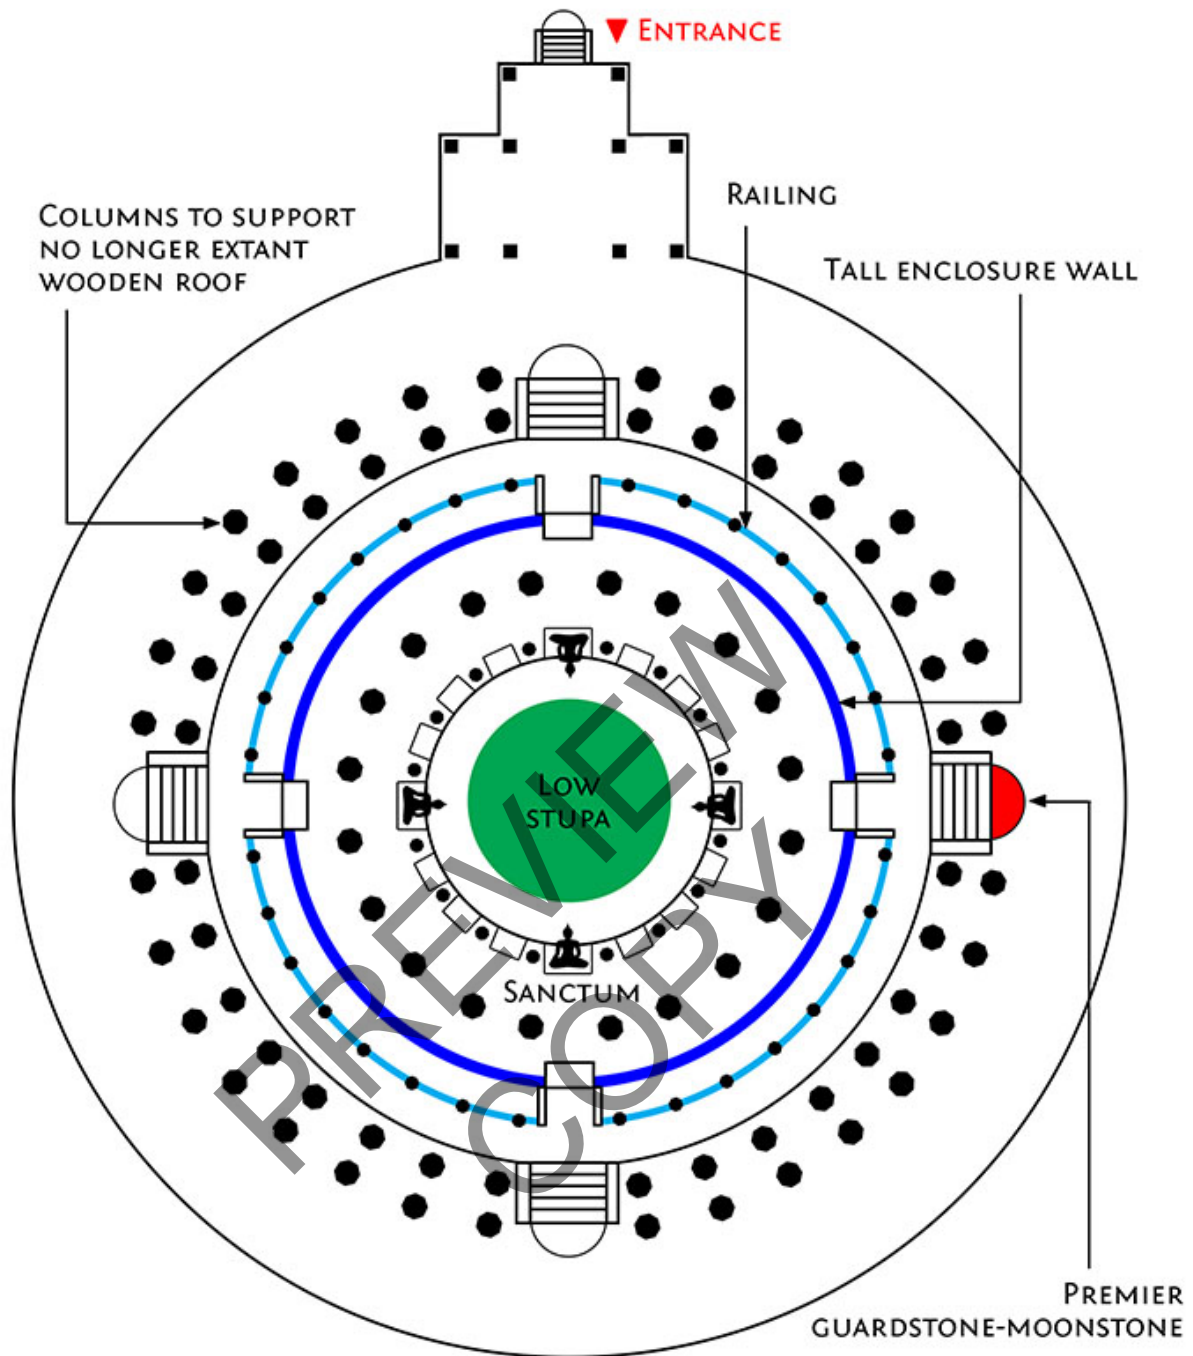 ENTRANCE
RAILING
COLUMNS TO SUPPORT
NO LONGER EXTANT
WOODEN ROOF
TALL ENCLOSURE WALL
LOW
STUPA
SANCTUM
PREVIEW
COPY
PREMIER
GUARDSTONE-MOONSTONE